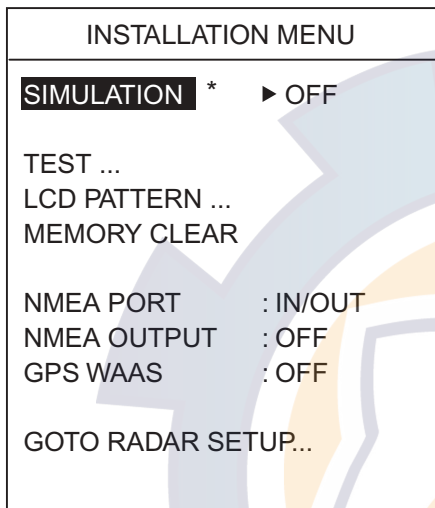 INSTALLATION MENU
SIMULATION * ▶ OFF
TEST ...
LCD PATTERN ...
MEMORY CLEAR
NMEA PORT : IN/OUT
NMEA OUTPUT : OFF
GPS WAAS : OFF
GOTO RADAR SETUP...